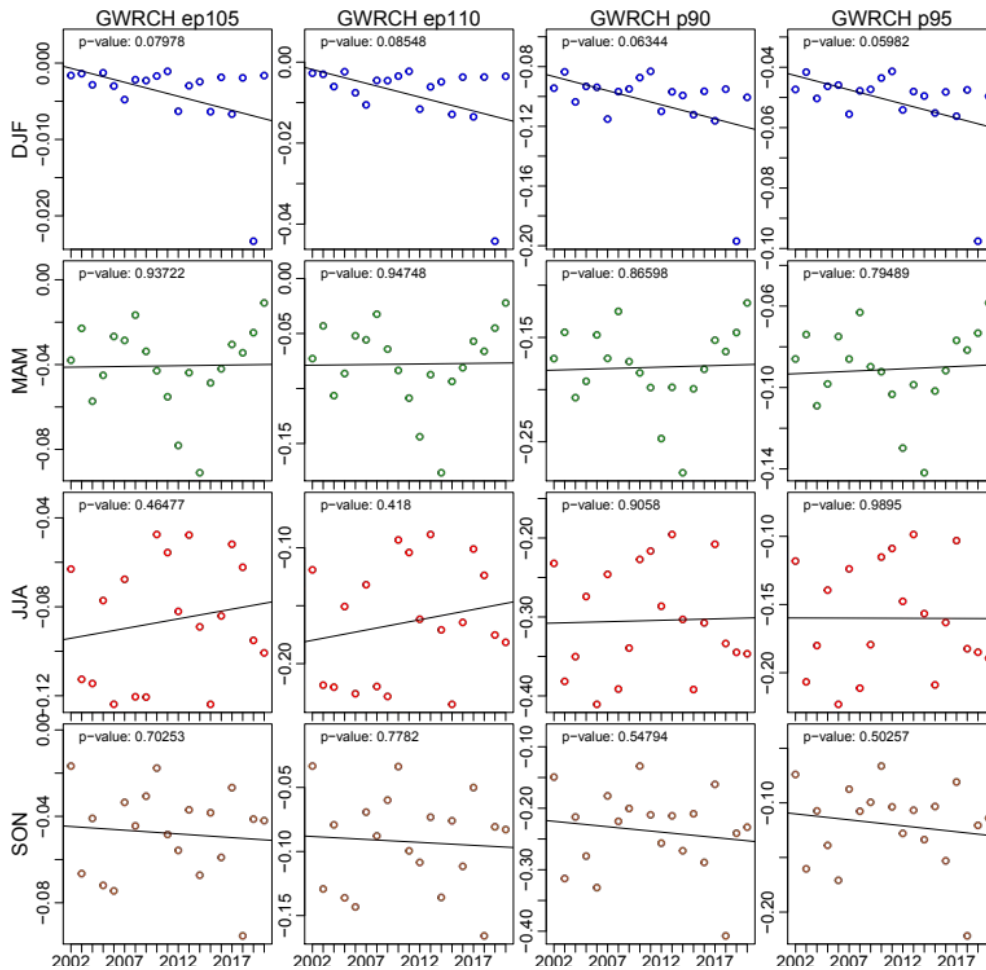 GWRCH ep105 GWRCH ep110 GWRCH p90 GWRCH p95
DJF
p-value: 0.07978
0.000
−0.010
−0.020
p-value: 0.08548
0.00
−0.02
−0.04
p-value: 0.06344
−0.08
−0.12
−0.16
−0.20
p-value: 0.05982
−0.04
−0.06
−0.08
−0.10
MAM
p-value: 0.93722
0.00
−0.04
−0.08
p-value: 0.94748
0.00
−0.05
−0.15
p-value: 0.86598
−0.15
−0.25
p-value: 0.79489
−0.06
−0.10
−0.14
JJA
p-value: 0.46477
−0.04
−0.08
−0.12
p-value: 0.418
−0.10
−0.20
p-value: 0.9058
−0.20
−0.30
−0.40
p-value: 0.9895
−0.10
−0.15
−0.20
SON
p-value: 0.70253
0.00
−0.04
−0.08
p-value: 0.7782
−0.05
−0.10
−0.15
p-value: 0.54794
−0.10
−0.20
−0.30
−0.40
p-value: 0.50257
−0.10
−0.20
2002 2007 2012 2017 2002 2007 2012 2017 2002 2007 2012 2017 2002 2007 2012 2017